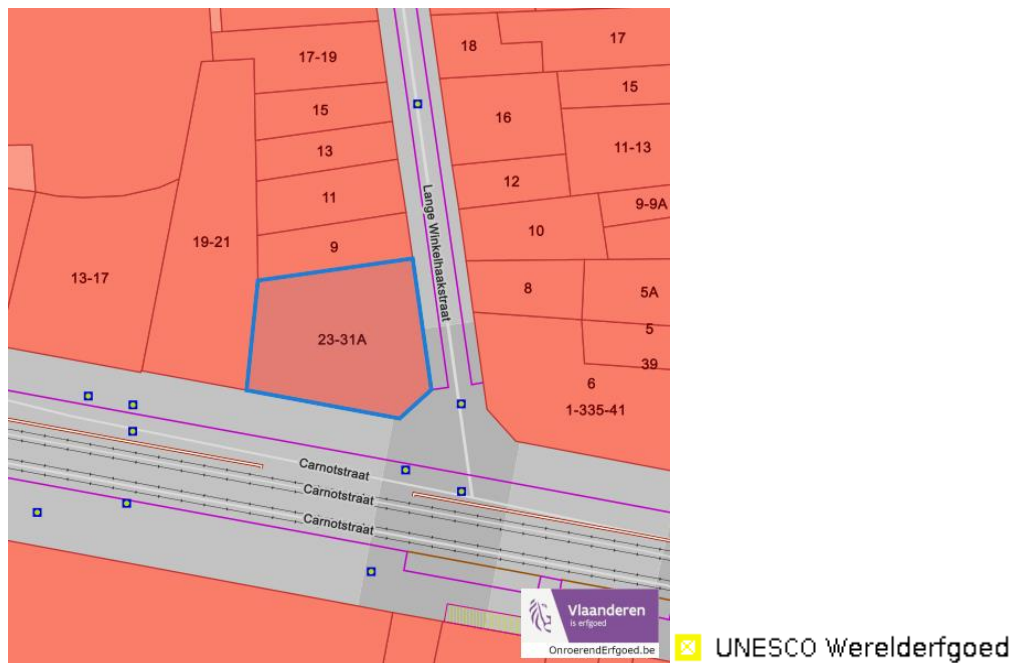 17-19
18
17
15
15
16
13
11-13
12
11
9-9A
10
19-21
9
13-17
8
5A
Lange Winkelhaakstraat
5
23-31A
39
6
1-335-41
Carnotstraat
Carnotstraat
Carnotstraat
Vlaanderen
is erfgoed
OnroerendErfgoed.be
UNESCO Werelderfgoed